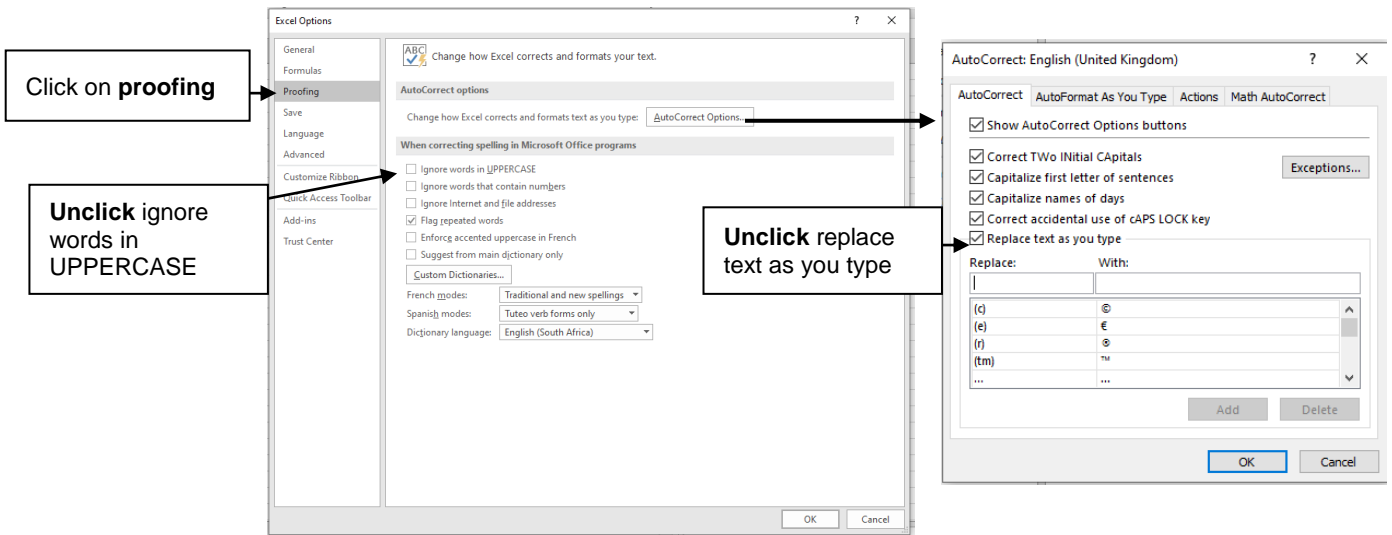 Excel Options
?
×
General
Formulas
Proofing
Save
Language
Advanced
Customize Ribbon
Quick Access Toolbar
Add-ins
Trust Center
ABC
Change how Excel corrects and formats your text.
AutoCorrect options
Change how Excel corrects and formats text as you type:
AutoCorrect Options...
When correcting spelling in Microsoft Office programs
Ignore words in UPPERCASE
Ignore words that contain numbers
Ignore Internet and file addresses
Flag repeated words
Enforce accented uppercase in French
Suggest from main dictionary only
Custom Dictionaries...
French modes: Traditional and new spellings
Spanish modes: Tuteo verb forms only
Dictionary language: English (South Africa)
OK
Cancel
Click on proofing
Unclick ignore
words in
UPPERCASE
Unclick replace
text as you type
AutoCorrect: English (United Kingdom)
?
×
AutoCorrect
AutoFormat As You Type
Actions
Math AutoCorrect
Show AutoCorrect Options buttons
Correct TWo INitial CApitals
Capitalize first letter of sentences
Capitalize names of days
Correct accidental use of cAPS LOCK key
Exceptions...
Replace text as you type
Replace:
With:
(c) ©
(e) €
(r) ®
(tm) ™
... ...
Add
Delete
OK
Cancel